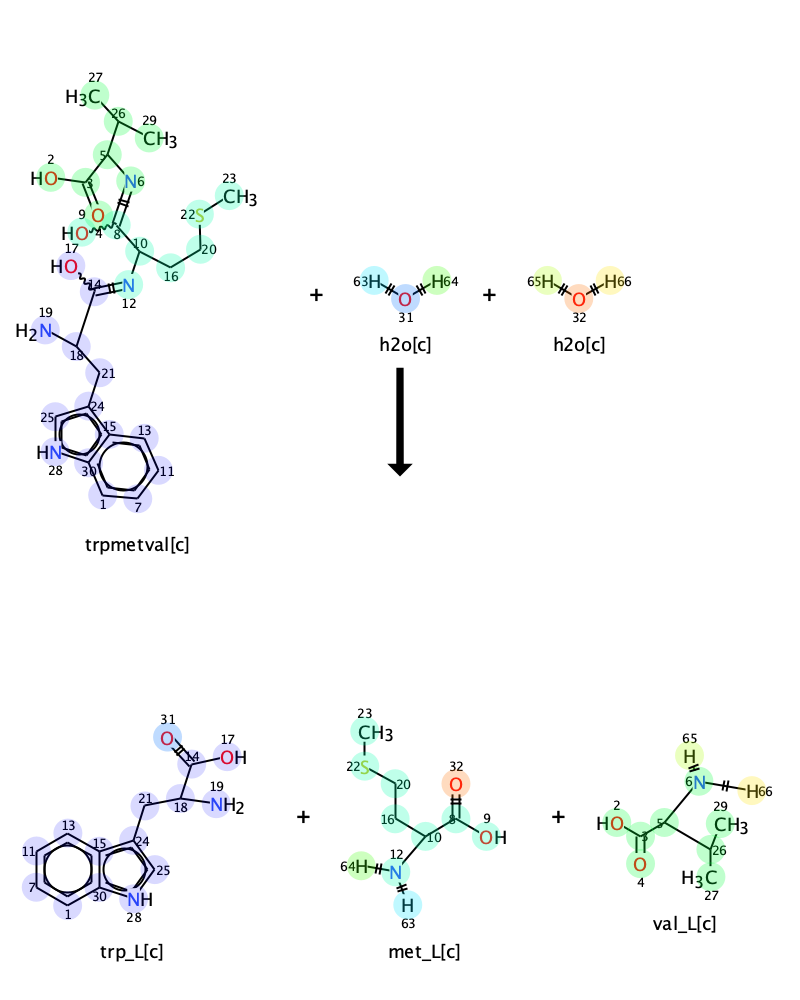 27
H3C
26
29
CH3
2
5
HO
3
N6
O
9
4
HO
8
23
CH3
22S
10
20
17
HO
16
14
N
12
19
H2N
18
21
24
25
15
13
HN
28
30
11
1
7
trpmetval[c]
+
63H
H64
O
31
h2o[c]
+
65H
H66
O
32
h2o[c]
31
O
17
14
OH
19
21
18
NH2
13
24
11
15
25
7
30
NH
1
28
trp_L[c]
+
23
CH3
22S
20
32
O
16
8
9
OH
10
12
64H
N
H
63
met_L[c]
+
65
H
6N
H66
2
HO
5
29
CH3
3
O
4
26
H3C
27
val_L[c]